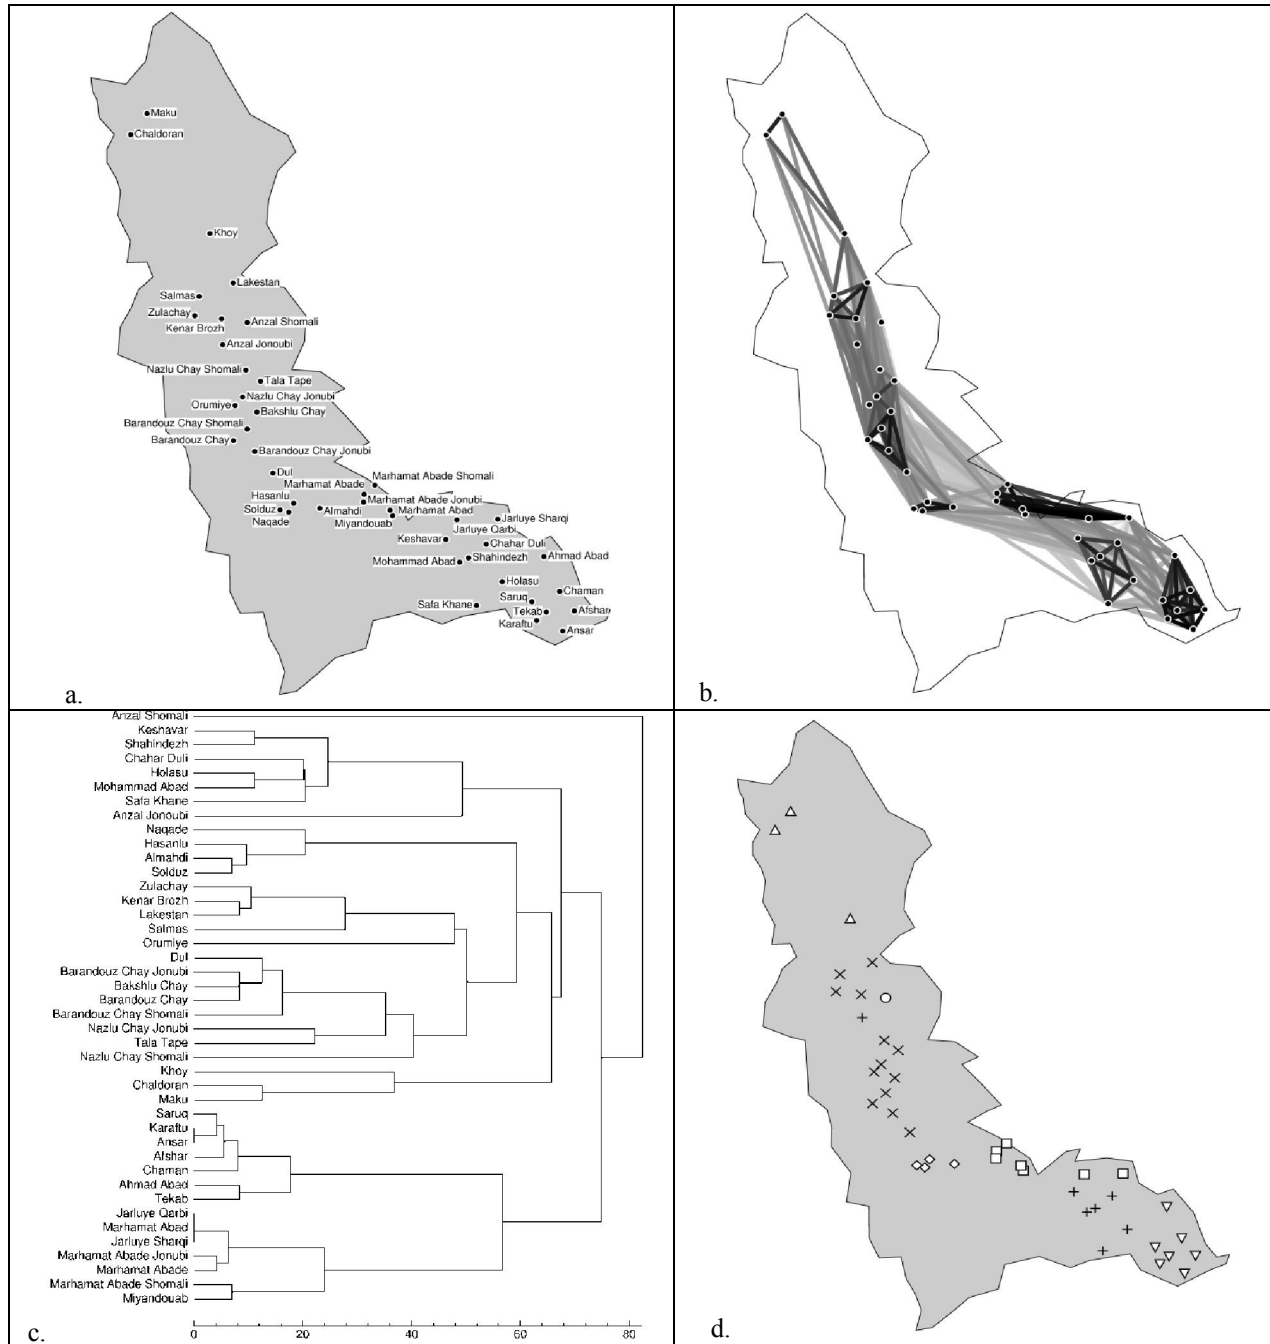 Maku
Chaldoran
Khoy
Lakestan
Salmas
Zulachay
Kenar Brozh
Anzal Shomali
Anzal Jonoubi
Nazlu Chay Shomali
Tala Tape
Nazlu Chay Jonubi
Orumiye
Bakshlu Chay
Barandouz Chay Shomali
Barandouz Chay
Barandouz Chay Jonubi
Dul
Marhamat Abade Shomali
Marhamat Abade
Hasanlu
Marhamat Abade Jonubi
Solduz
Almahdi
Marhamat Abad
Naqade
Miyandouab
Jarluye Sharqi
Jarluye Qarbi
Keshavar
Chahar Duli
Mohammad Abad
Shahindezh
Ahmad Abad
Holasu
Chaman
Safa Khane
Saruq
Tekab
Afshar
Karaftu
Ansar
a.
b.
Anzal Shomali
Keshavar
Shahindezh
Chahar Duli
Holasu
Mohammad Abad
Safa Khane
Anzal Jonoubi
Naqade
Hasanlu
Almahdi
Solduz
Zulachay
Kenar Brozh
Lakestan
Salmas
Orumiye
Dul
Barandouz Chay Jonubi
Bakshlu Chay
Barandouz Chay
Barandouz Chay Shomali
Nazlu Chay Jonubi
Tala Tape
Nazlu Chay Shomali
Khoy
Chaldoran
Maku
Saruq
Karaftu
Ansar
Afshar
Chaman
Ahmad Abad
Tekab
Jarluye Qarbi
Marhamat Abad
Jarluye Sharqi
Marhamat Abade Jonubi
Marhamat Abade
Marhamat Abade Shomali
Miyandouab
0 20 40 60 80
c.
d.